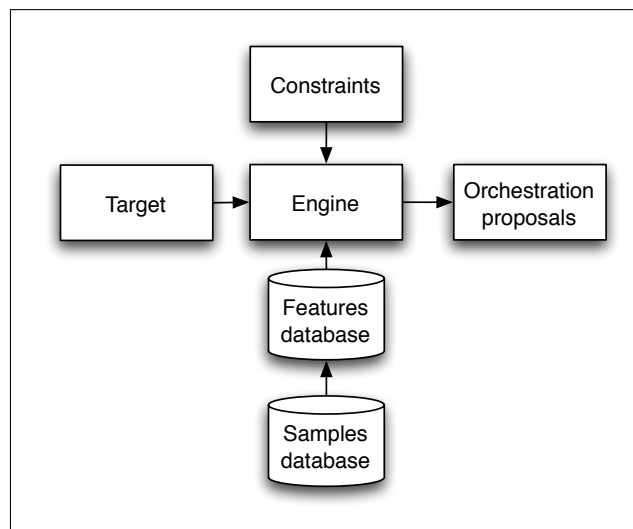 Constraints
Target
Engine
Orchestration
proposals
Features
database
Samples
database